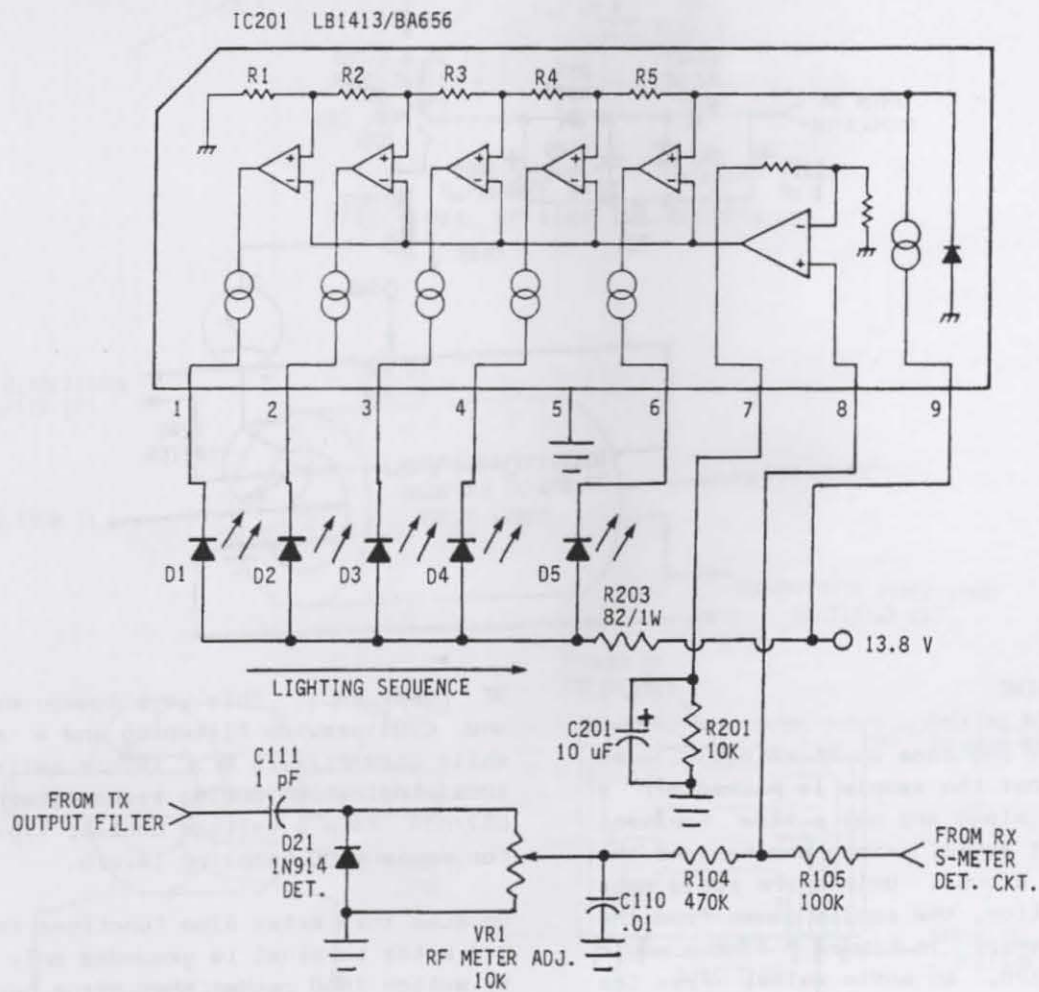 IC201 LB1413/BA656
R1 R2 R3 R4 R5
+ + + + +
-
+
1 2 3 4 5 6 7 8 9
D1 D2 D3 D4 D5
R203
82/1W
13.8 V
LIGHTING SEQUENCE
C201
10 uF
+
R201
10K
C111
1 pF
FROM TX
OUTPUT FILTER
D21
1N914
DET.
FROM RX
S-METER
DET. CKT.
R104
470K
R105
100K
C110
.01
VR1
RF METER ADJ.
10K